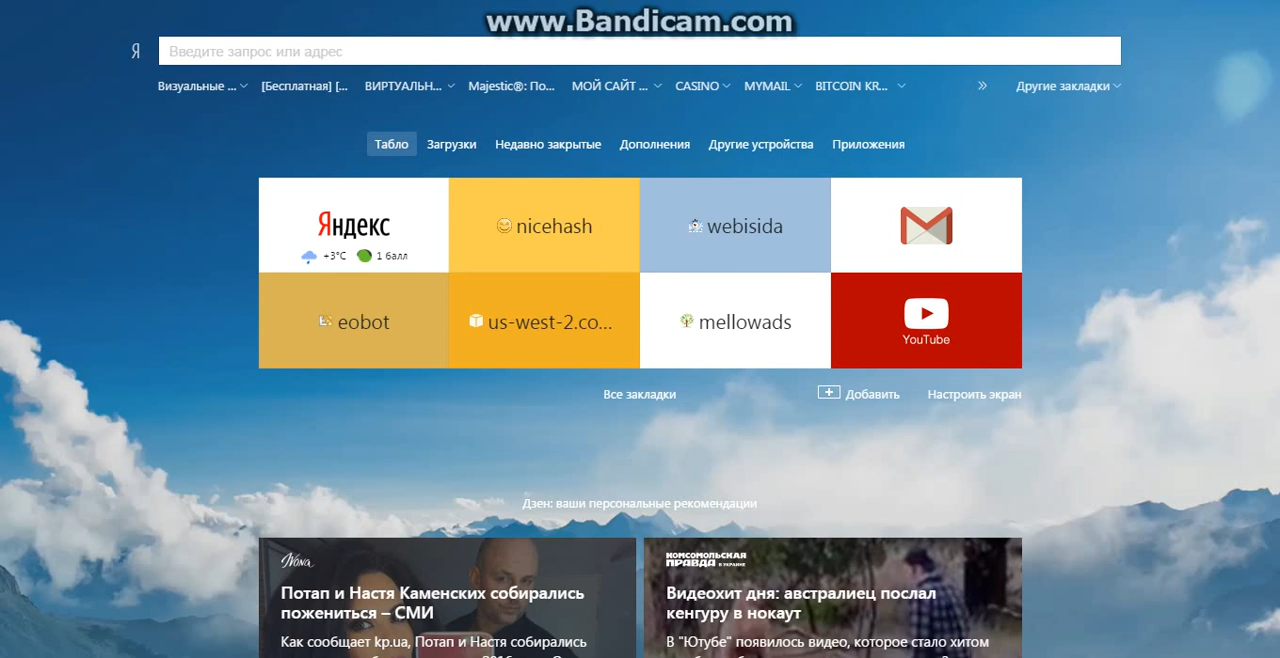 www.Bandicam.com
Я
Введите запрос или адрес
Визуальные ... [Бесплатная] [... ВИРТУАЛЬН... Majestic®: По... МОЙ САЙТ ... CASINO MYMAIL BITCOIN KR... » Другие закладки
Табло Загрузки Недавно закрытые Дополнения Другие устройства Приложения
Яндекс
+3°C 1 балл
nicehash
webisida
eobot
us-west-2.co...
mellowads
YouTube
Все закладки
Добавить Настроить экран
Дзен: ваши персональные рекомендации
Nona
Потап и Настя Каменских собирались
пожениться – СМИ
Как сообщает kp.ua, Потап и Настя собирались
КОМСОМОЛЬСКАЯ
ПРАВДА В УКРАИНЕ
Видеохит дня: австралиец послал
кенгуру в нокаут
В "Ютубе" появилось видео, которое стало хитом